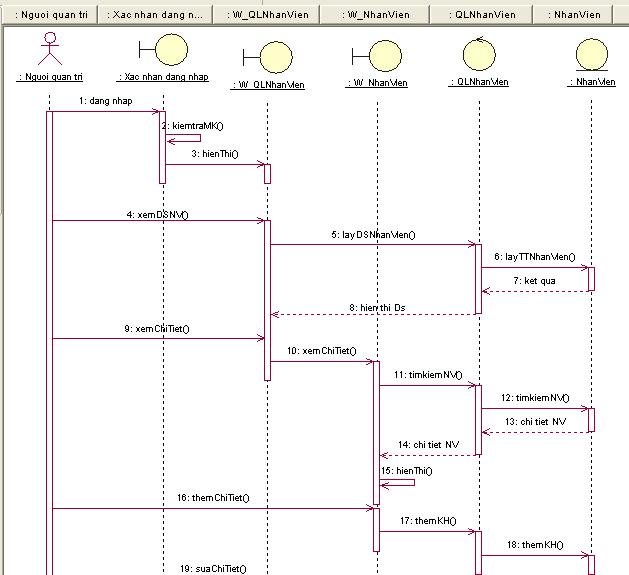 : Nguoi quan tri
: Xac nhan dang n...
: W_QLNhanVien
: W_NhanVien
: QLNhanVien
: NhanVien
: Nguoi quan tri
: Xac nhan dang nhap
: W_QLNhanVien
: W_NhanVien
: QLNhanVien
: NhanVien
1: dang nhap
2: kiemtraMK()
3: hienThi()
4: xemDSNV()
5: layDSNhanVien()
6: layTTNhanVien()
7: ket qua
8: hien thi Ds
9: xemChiTiet()
10: xemChiTiet()
11: timkiemNV()
12: timkiemNV()
13: chi tiet NV
14: chi tiet NV
15: hienThi()
16: themChiTiet()
17: themKH()
18: themKH()
19: suaChiTiet()